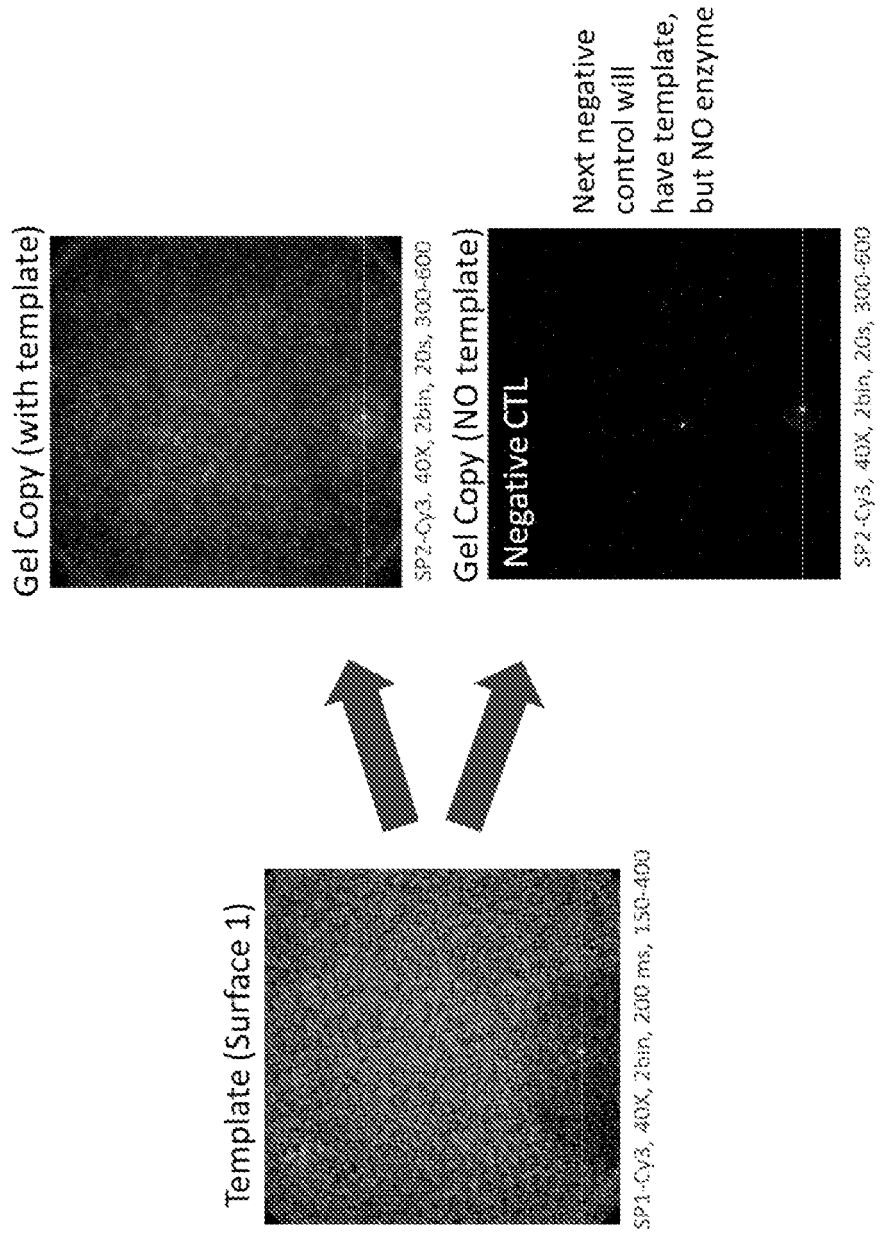 Template (Surface 1)
SP1-Cy3, 40X, 2bin, 200 ms, 150-400
Gel Copy (with template)
SP2-Cy3, 40X, 2bin, 20s, 300-600
Gel Copy (NO template)
Negative CTL
SP2-Cy3, 40X, 2bin, 20s, 300-600
Next negative
control will
have template,
but NO enzyme